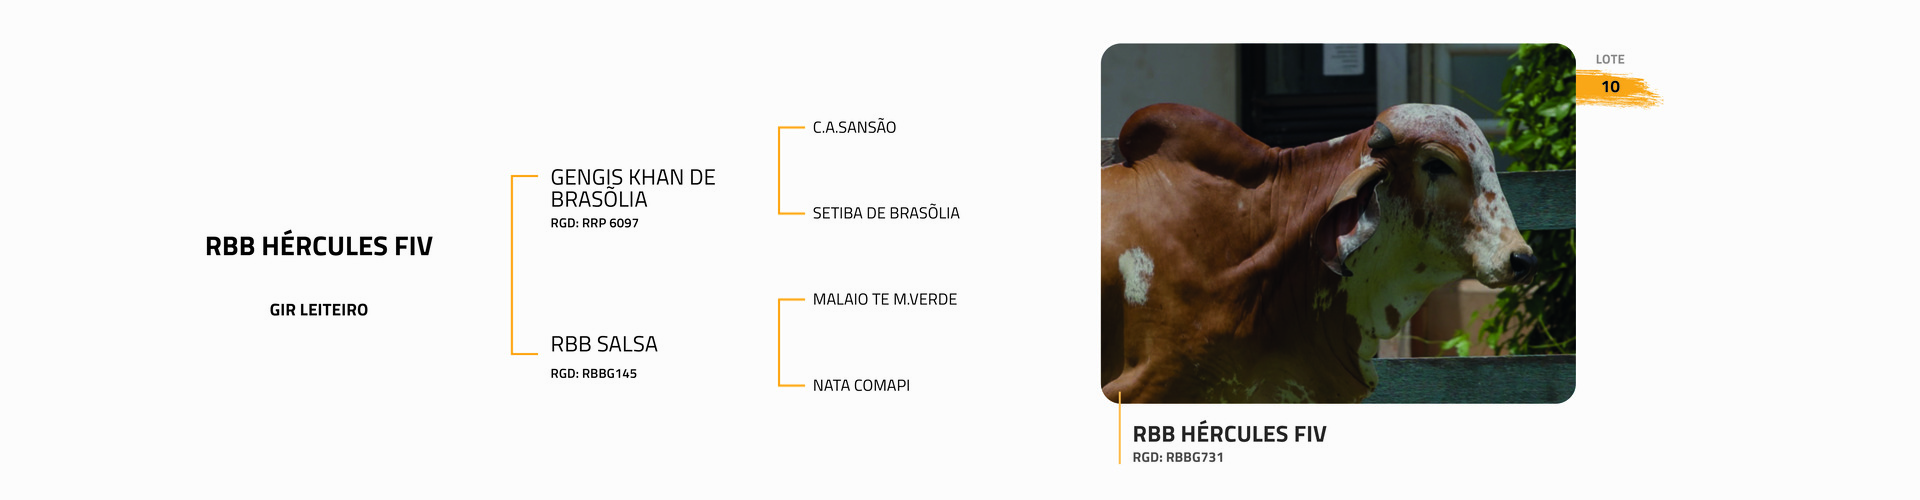 RBB HÉRCULES FIV
GIR LEITEIRO
GENGIS KHAN DE
BRASÕLIA
RGD: RRP 6097
RBB SALSA
RGD: RBBG145
C.A.SANSÃO
SETIBA DE BRASÕLIA
MALAIO TE M.VERDE
NATA COMAPI
LOTE
10
RBB HÉRCULES FIV
RGD: RBBG731